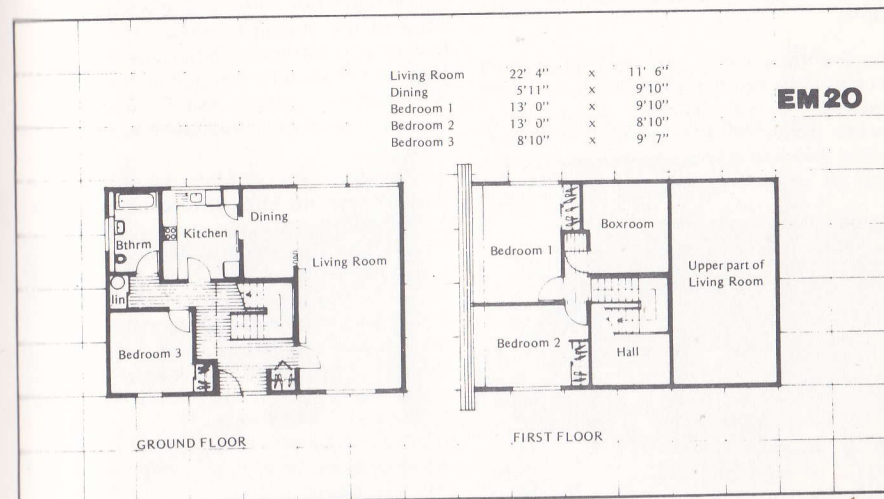 Living Room 22' 4" x 11' 6"
Dining 5'11" x 9'10"
Bedroom 1 13' 0" x 9'10"
Bedroom 2 13' 0" x 8'10"
Bedroom 3 8'10" x 9' 7"
EM20
Bthrm
Kitchen
Dining
Living Room
lin
Bedroom 3
GROUND FLOOR
Bedroom 1
Boxroom
Upper part of
Living Room
Bedroom 2
Hall
FIRST FLOOR